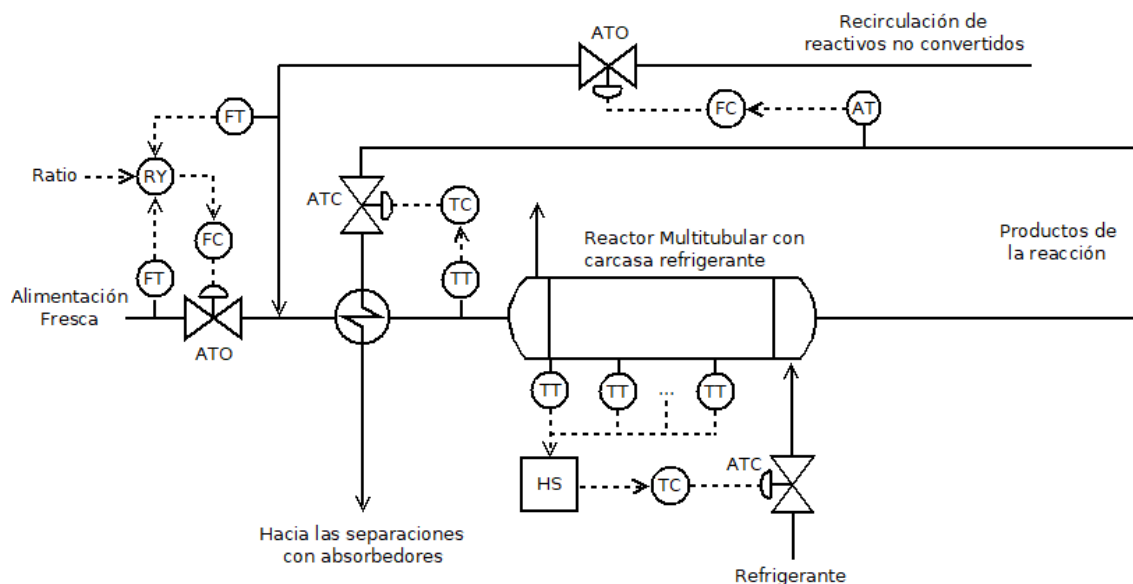 Recirculación de
reactivos no convertidos
ATO
FT
FC
AT
Ratio
RY
ATC
TC
FC
Reactor Multitubular con
carcasa refrigerante
Productos de
la reacción
FT
TT
Alimentación
Fresca
ATO
TT
TT
...
TT
HS
TC
ATC
Hacia las separaciones
con absorbedores
Refrigerante